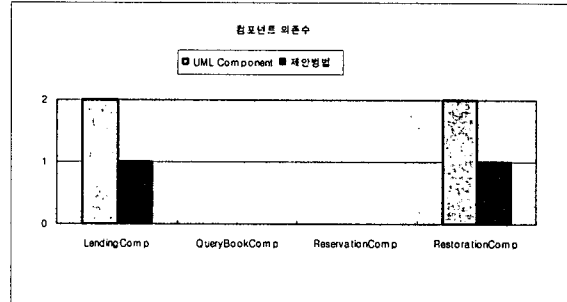 컴포넌트 의존수
UML Component 제안방법
2
1
0
LendingComp QueryBookComp ReservationComp RestorationComp